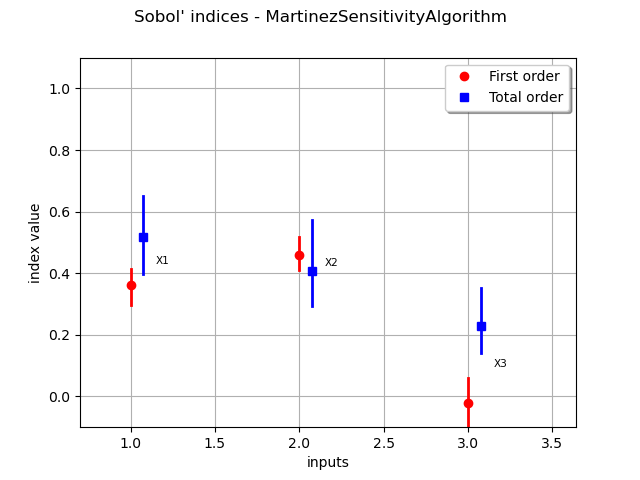 Sobol' indices - MartinezSensitivityAlgorithm
First order
Total order
1.0
0.8
0.6
0.4
0.2
0.0
index value
X1
X2
X3
1.0
1.5
2.0
2.5
3.0
3.5
inputs